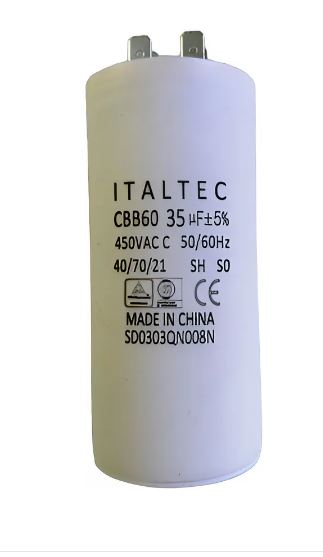 ITALTEC
CBB60 35 µF±5%
450VAC C 50/60Hz
40/70/21 SH S0
CE
MADE IN CHINA
SD0303QN008N